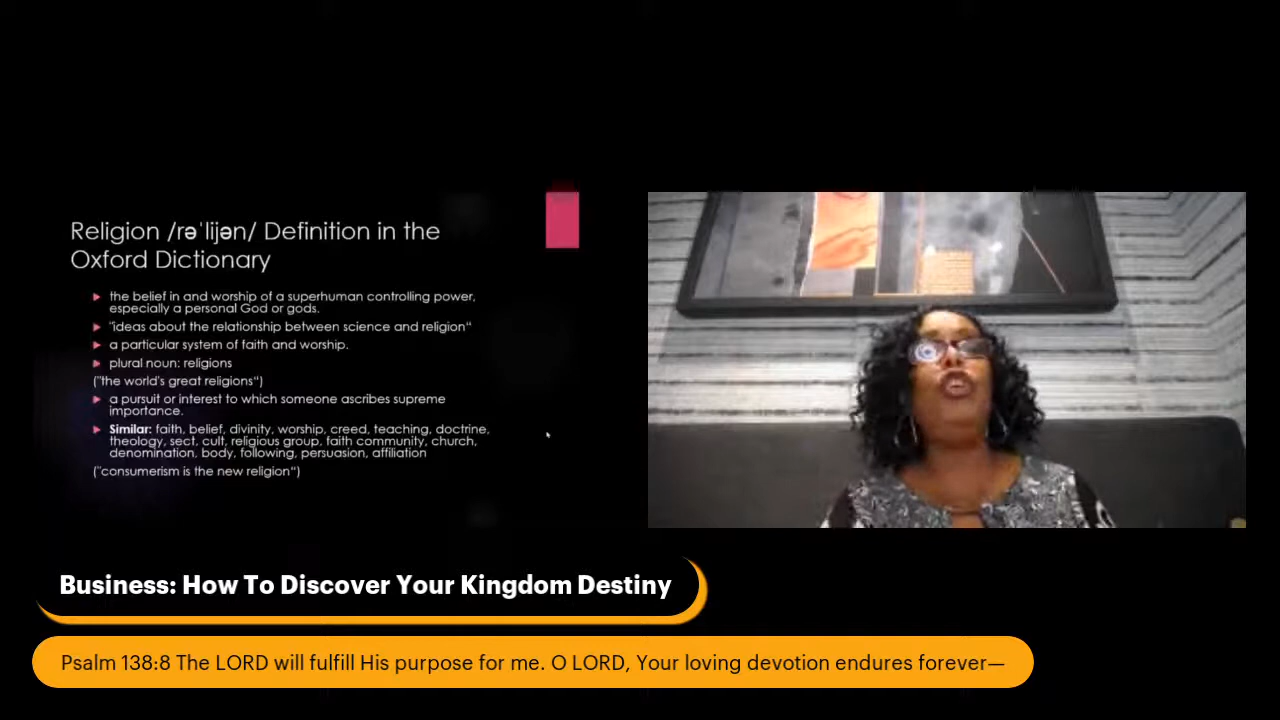 Religion /rəˈlijən/ Definition in the
Oxford Dictionary
the belief in and worship of a superhuman controlling power,
especially a personal God or gods.
"ideas about the relationship between science and religion"
a particular system of faith and worship.
plural noun: religions
("the world's great religions")
a pursuit or interest to which someone ascribes supreme
importance.
Similar: faith, belief, divinity, worship, creed, teaching, doctrine,
theology, sect, cult, religious group, faith community, church,
denomination, body, following, persuasion, affiliation
("consumerism is the new religion")
Business: How To Discover Your Kingdom Destiny
Psalm 138:8 The LORD will fulfill His purpose for me. O LORD, Your loving devotion endures forever—